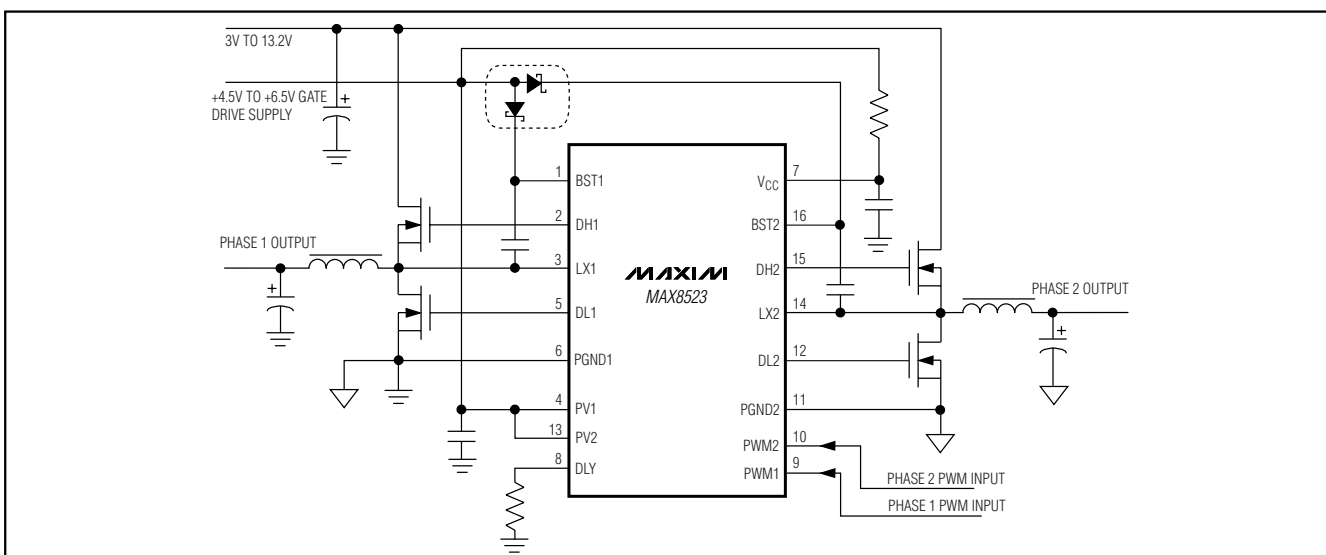 3V TO 13.2V
+4.5V TO +6.5V GATE
DRIVE SUPPLY
+
1
BST1
VCC
7
2
DH1
BST2
16
PHASE 1 OUTPUT
3
LX1
MAXIM
MAX8523
DH2
15
+
5
DL1
LX2
14
PHASE 2 OUTPUT
+
6
PGND1
DL2
12
4
PV1
PGND2
11
13
PV2
PWM2
10
8
DLY
PWM1
9
PHASE 2 PWM INPUT
PHASE 1 PWM INPUT